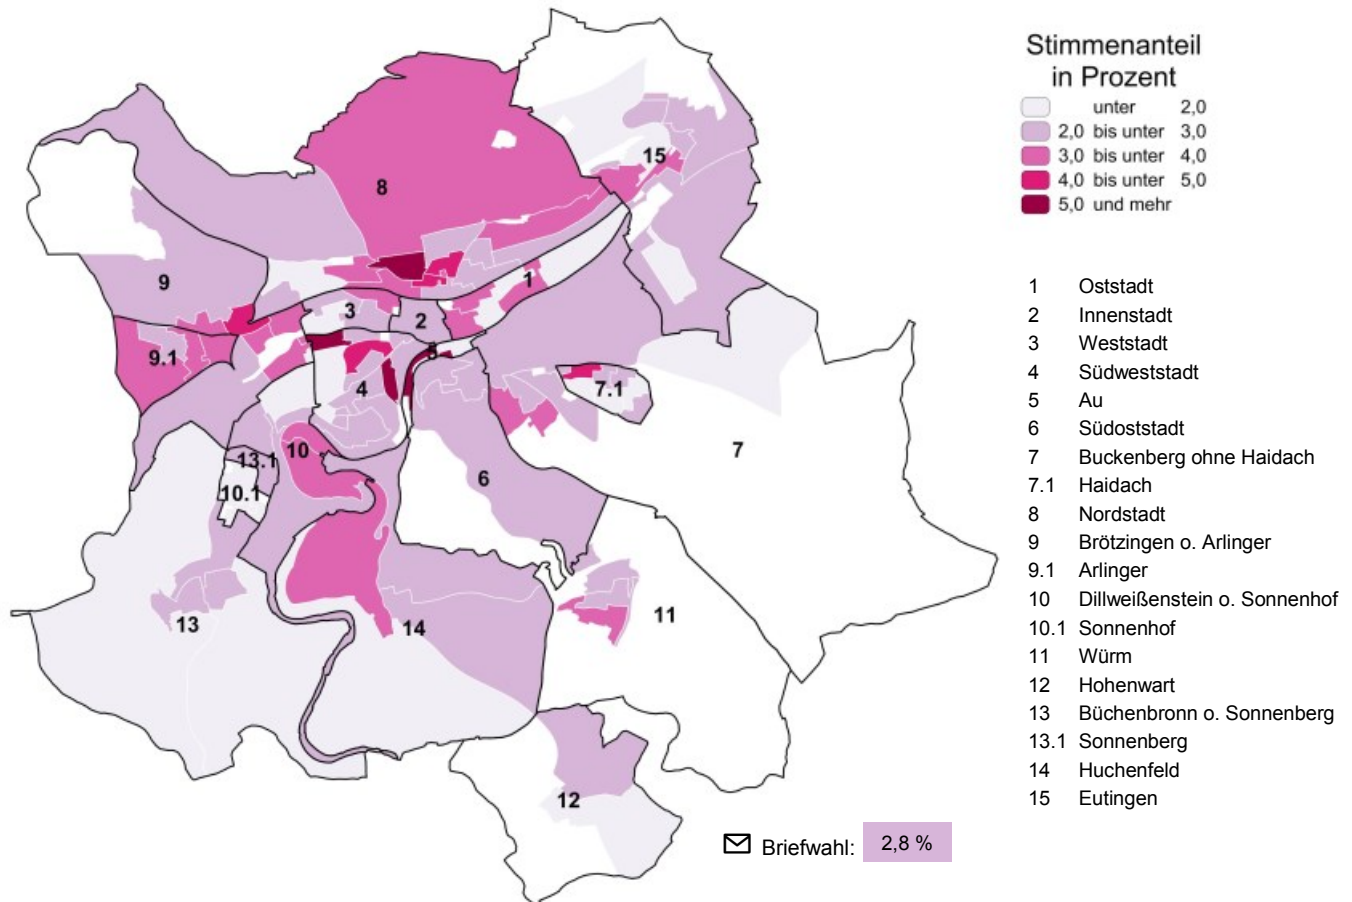 Stimmenanteil
in Prozent
unter 2,0
2,0 bis unter 3,0
3,0 bis unter 4,0
4,0 bis unter 5,0
5,0 und mehr
1 Oststadt
2 Innenstadt
3 Weststadt
4 Südweststadt
5 Au
6 Südoststadt
7 Buckenberg ohne Haidach
7.1 Haidach
8 Nordstadt
9 Brötzingen o. Arlinger
9.1 Arlinger
10 Dillweißenstein o. Sonnenhof
10.1 Sonnenhof
11 Würm
12 Hohenwart
13 Büchenbronn o. Sonnenberg
13.1 Sonnenberg
14 Huchenfeld
15 Eutingen
15
8
9
1
3
2
5
9.1
4
7.1
7
10
13.1
6
10.1
11
13
14
12
Briefwahl: 2,8 %